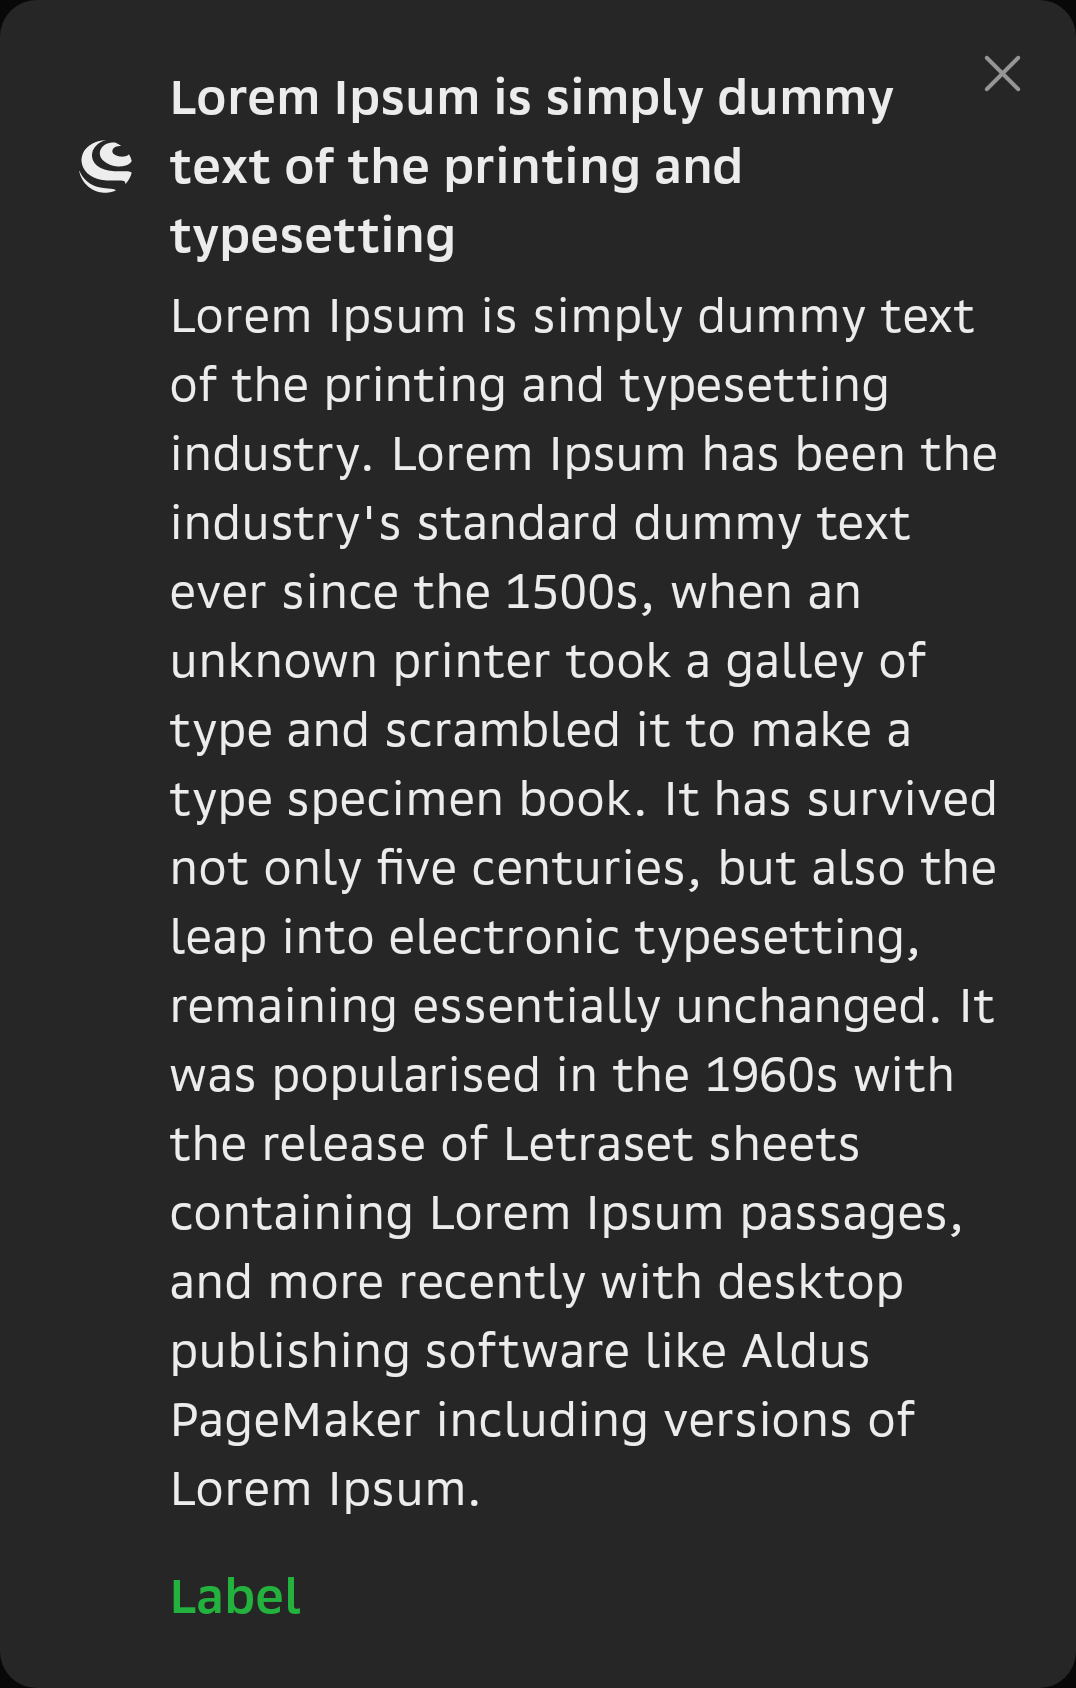 Lorem Ipsum is simply dummy
text of the printing and
typesetting
Lorem Ipsum is simply dummy text
of the printing and typesetting
industry. Lorem Ipsum has been the
industry's standard dummy text
ever since the 1500s, when an
unknown printer took a galley of
type and scrambled it to make a
type specimen book. It has survived
not only five centuries, but also the
leap into electronic typesetting,
remaining essentially unchanged. It
was popularised in the 1960s with
the release of Letraset sheets
containing Lorem Ipsum passages,
and more recently with desktop
publishing software like Aldus
PageMaker including versions of
Lorem Ipsum.
Label